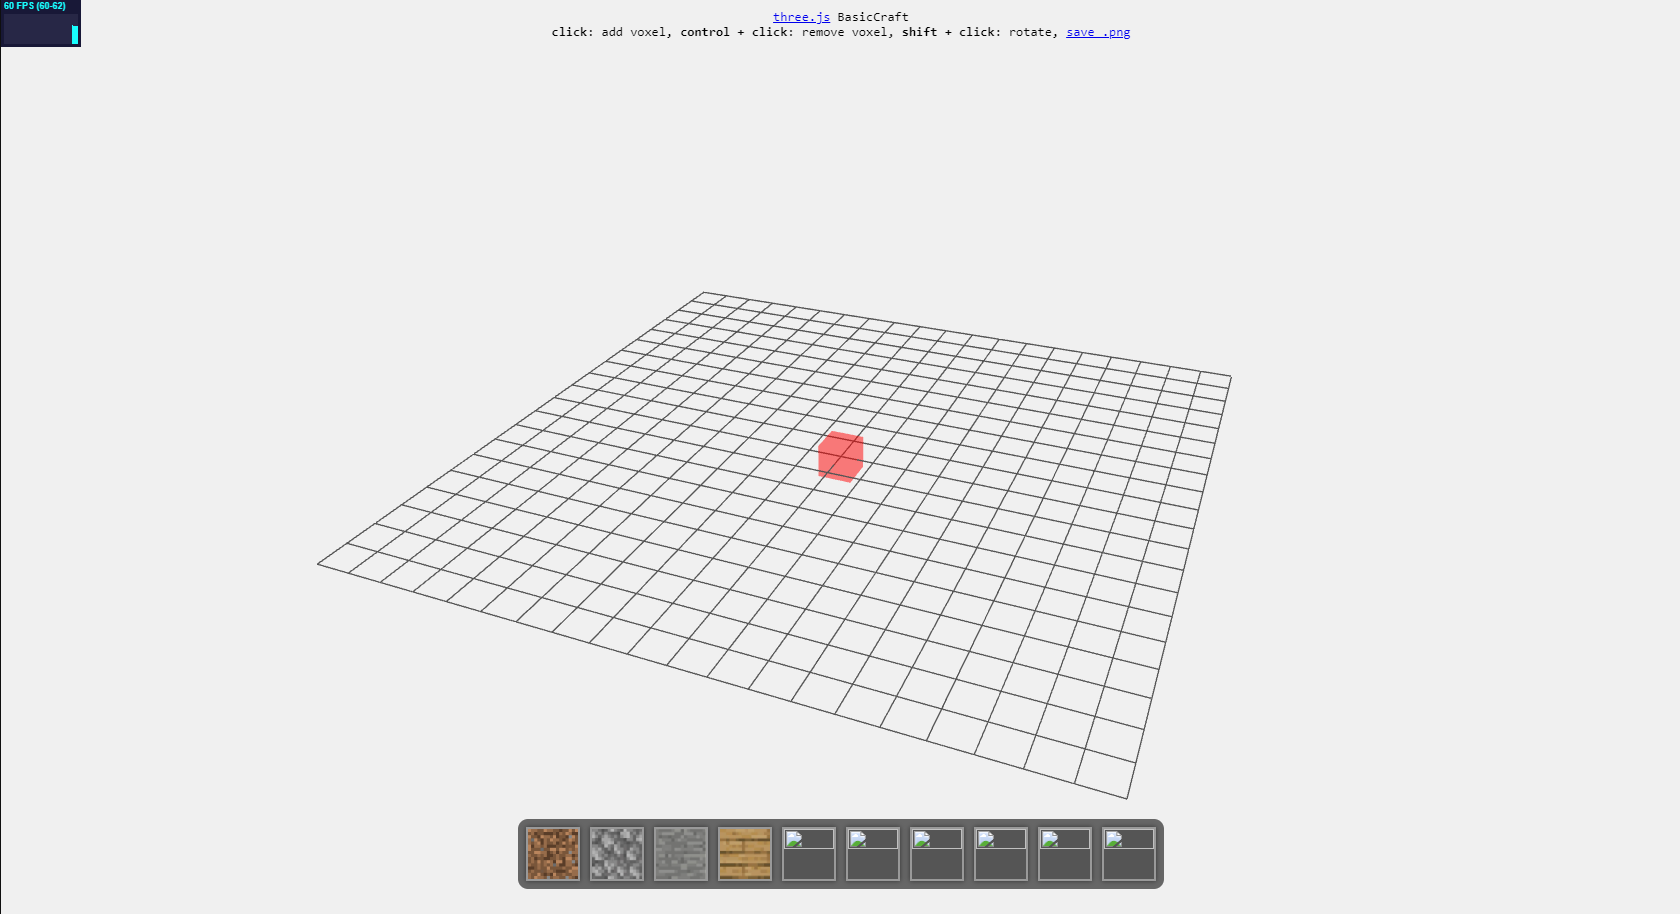 60 FPS (60-62)
three.js BasicCraft
click: add voxel, control + click: remove voxel, shift + click: rotate, save .png